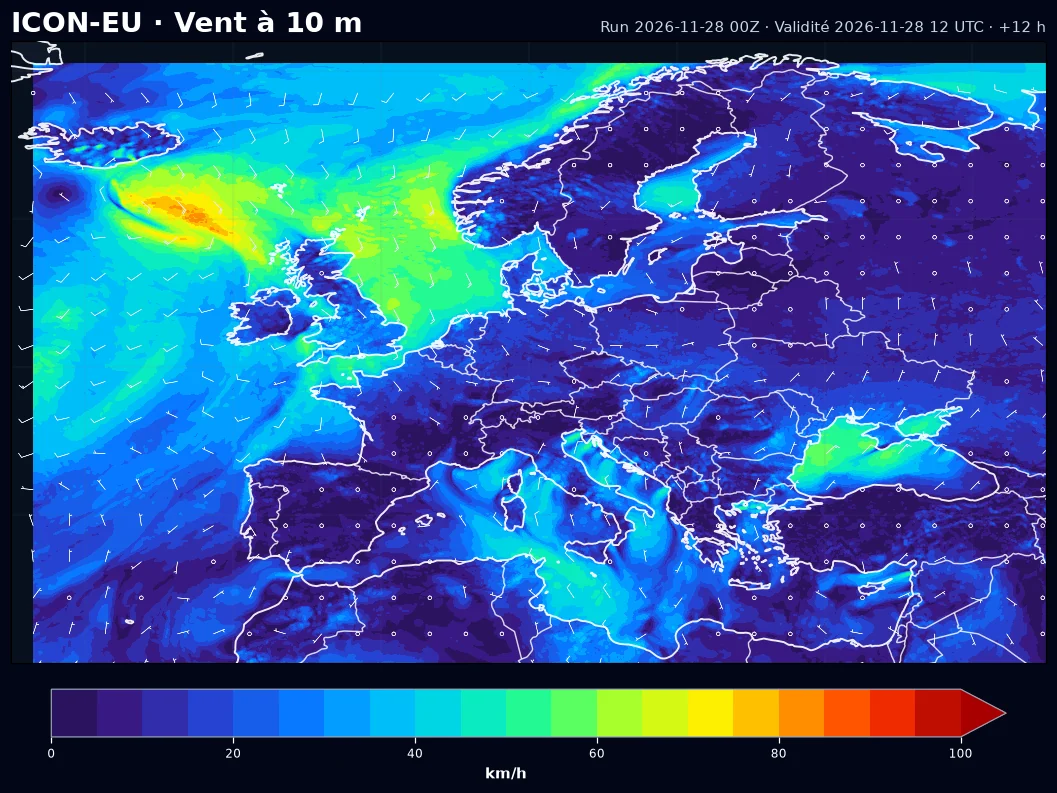 ICON-EU · Vent à 10 m
Run 2026-11-28 00Z · Validité 2026-11-28 12 UTC · +12 h
0 20 40 60 80 100
km/h